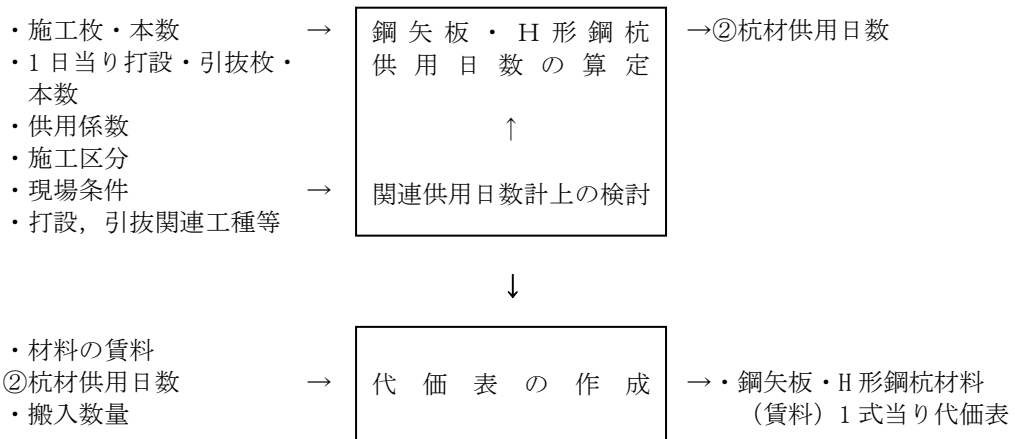 ・施工枚・本数 → 鋼矢板・H形鋼杭 →②杭材供用日数
・1日当り打設・引抜枚・ 供用日数の算定
本数
・供用係数 ↑
・施工区分
・現場条件 → 関連供用日数計上の検討
・打設，引抜関連工種等
↓
・材料の賃料
②杭材供用日数 → 代価表の作成 →・鋼矢板・H形鋼杭材料
・搬入数量 （賃料）1式当り代価表